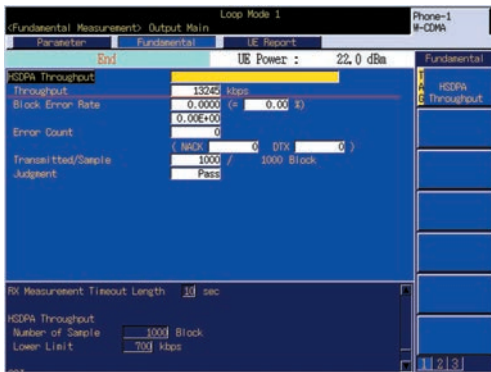 Loop Mode 1
Phone-1
<Fundamental Measurement> Output Main
W-CDMA
Parameter Fundamental UE Report
End UE Power : 22.0 dBm Fundamental
HSDPA Throughput
TAG HSDPA Throughput
Throughput 13245 kbps
Block Error Rate 0.0000 (= 0.00 %)
0.00E+00
Error Count 0
( NACK 0 DTX 0 )
Transmitted/Sample 1000 / 1000 Block
Judgment Pass
RX Measurement Timeout Length 10 sec
HSDPA Throughput
Number of Sample 1000 Block
Lower Limit 700 kbps
1 2 3